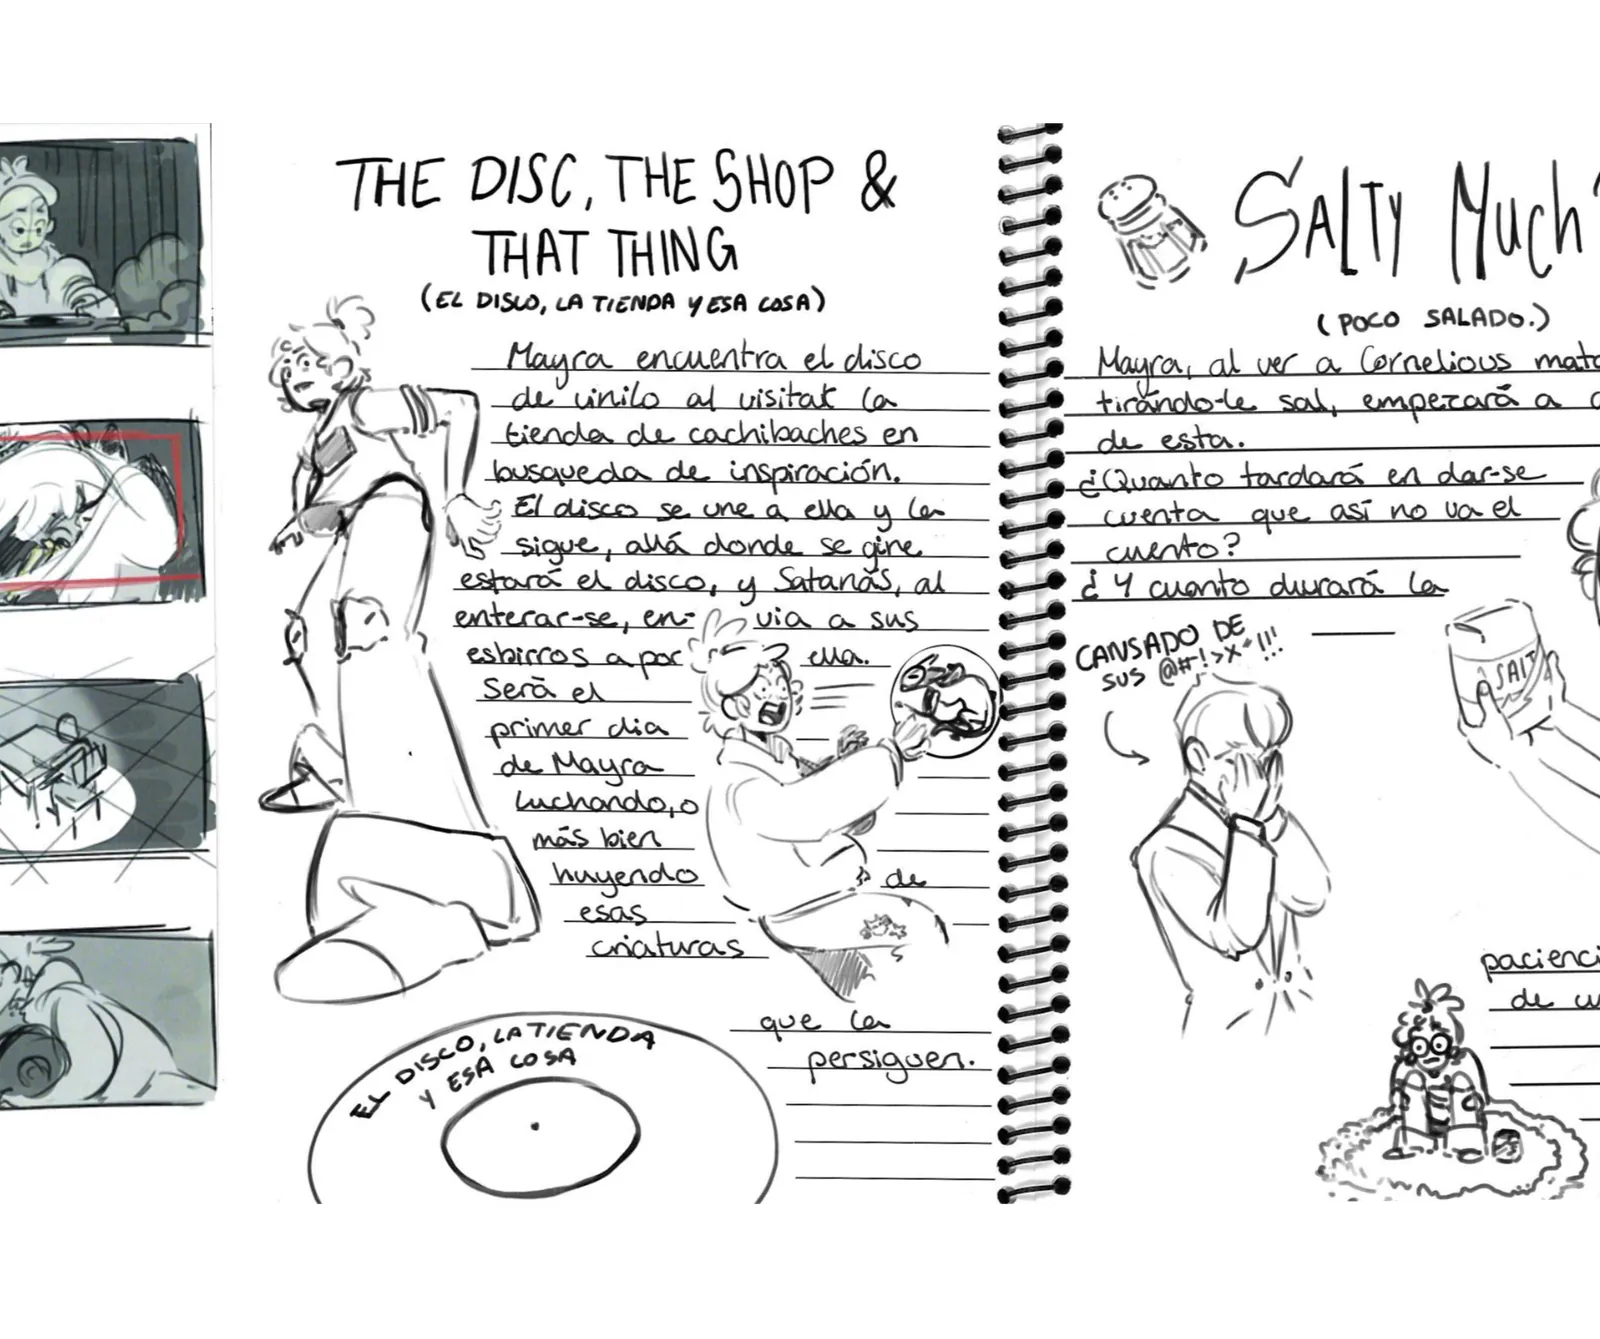 THE DISC, THE SHOP &
THAT THING
(EL DISCO, LA TIENDA Y ESA COSA)
Mayra encuentra el disco
de vinilo al visitar la
tienda de cachibaches en
busqueda de inspiración.
El disco se une a ella y la
sigue, allá donde se gire
estará el disco, y Satanás, al
enterar-se, en- via a sus
esbirros a por ella.
Será el
primer dia
de Mayra
luchando, o
más bien
huyendo de
esas
criaturas
que la
persiguen.
EL DISCO, LA TIENDA
Y ESA COSA
SALTY Much?
(POCO SALADO.)
Mayra, al ver a Cornelious
tirándo-le sal, empezará a
de esta.
¿Quanto tardará en dar-se
cuenta que así no va el
cuento?
¿Y cuanto durará la
CANSADO DE
SUS @#!>X*!!!
SALT
de